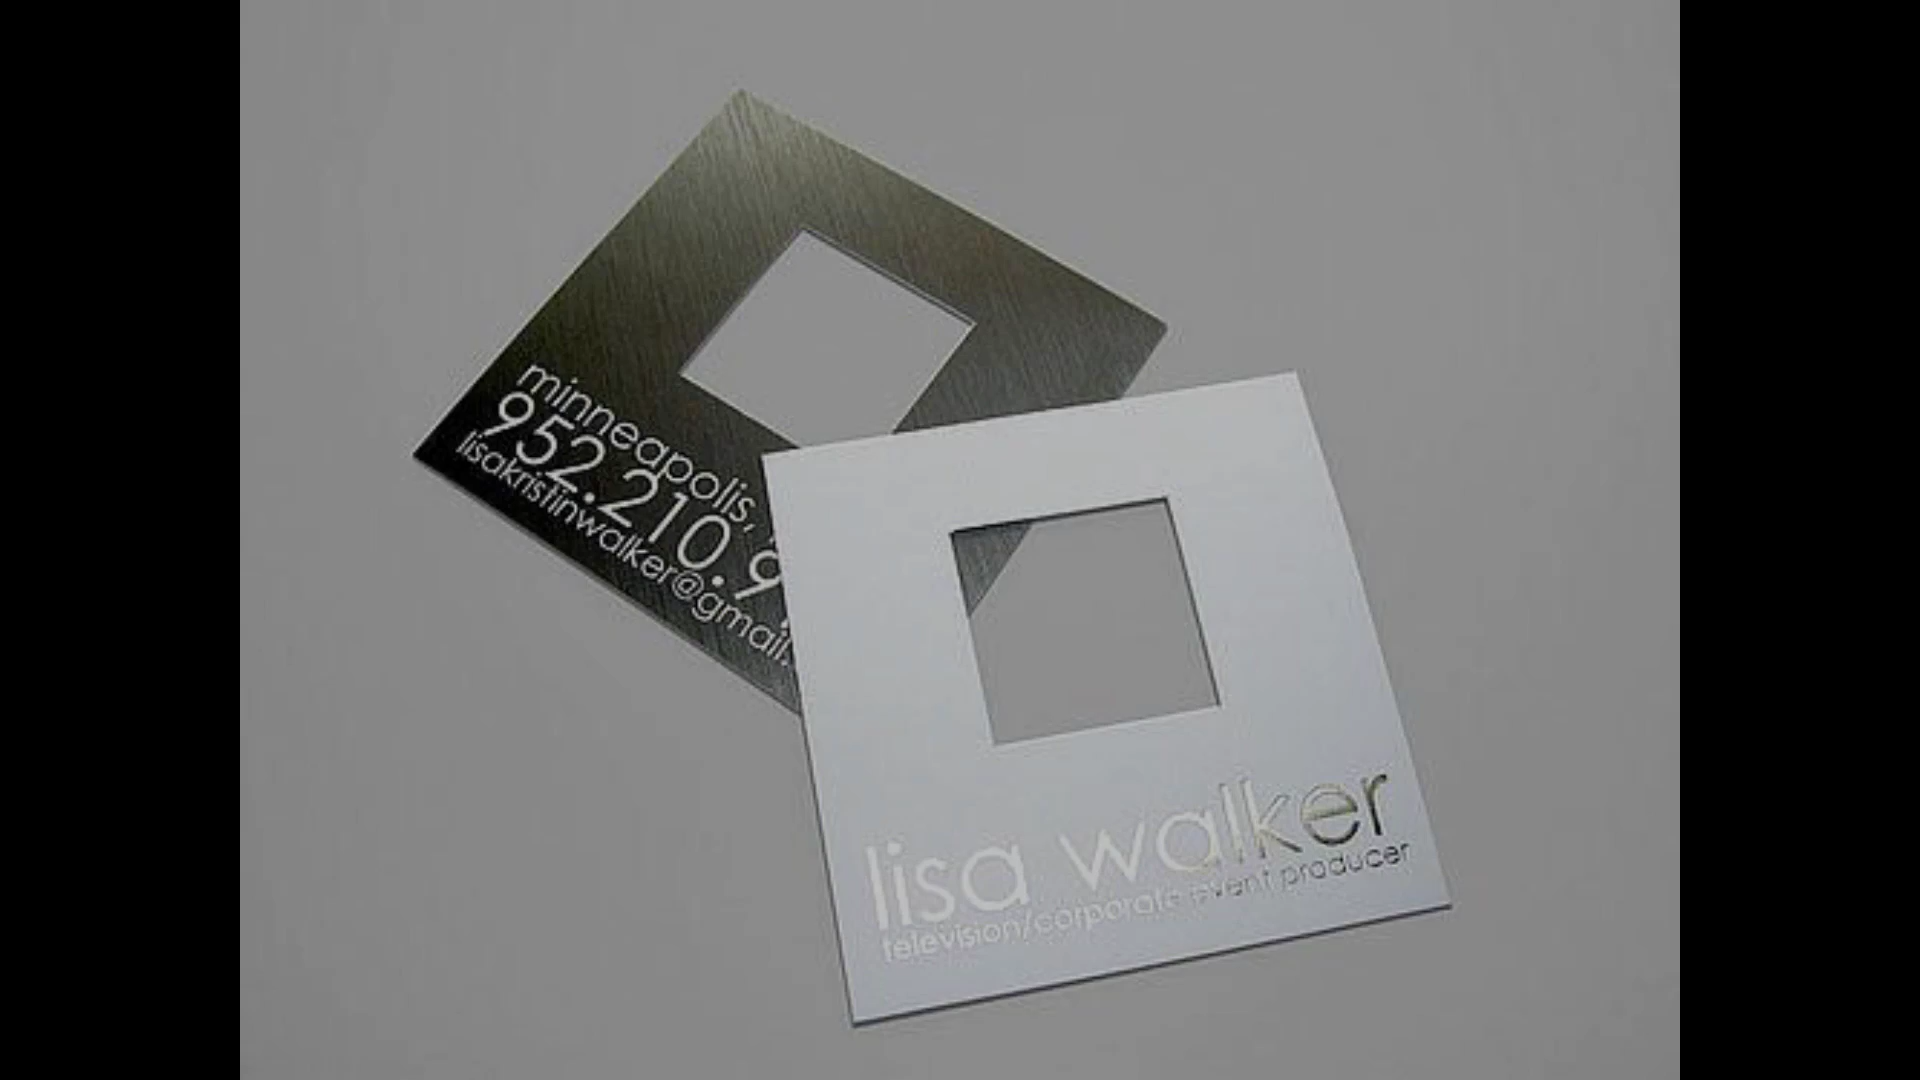 minneapolis,
952.210.9
lisakristinwalker@gmail.
lisa walker
television/corporate event producer